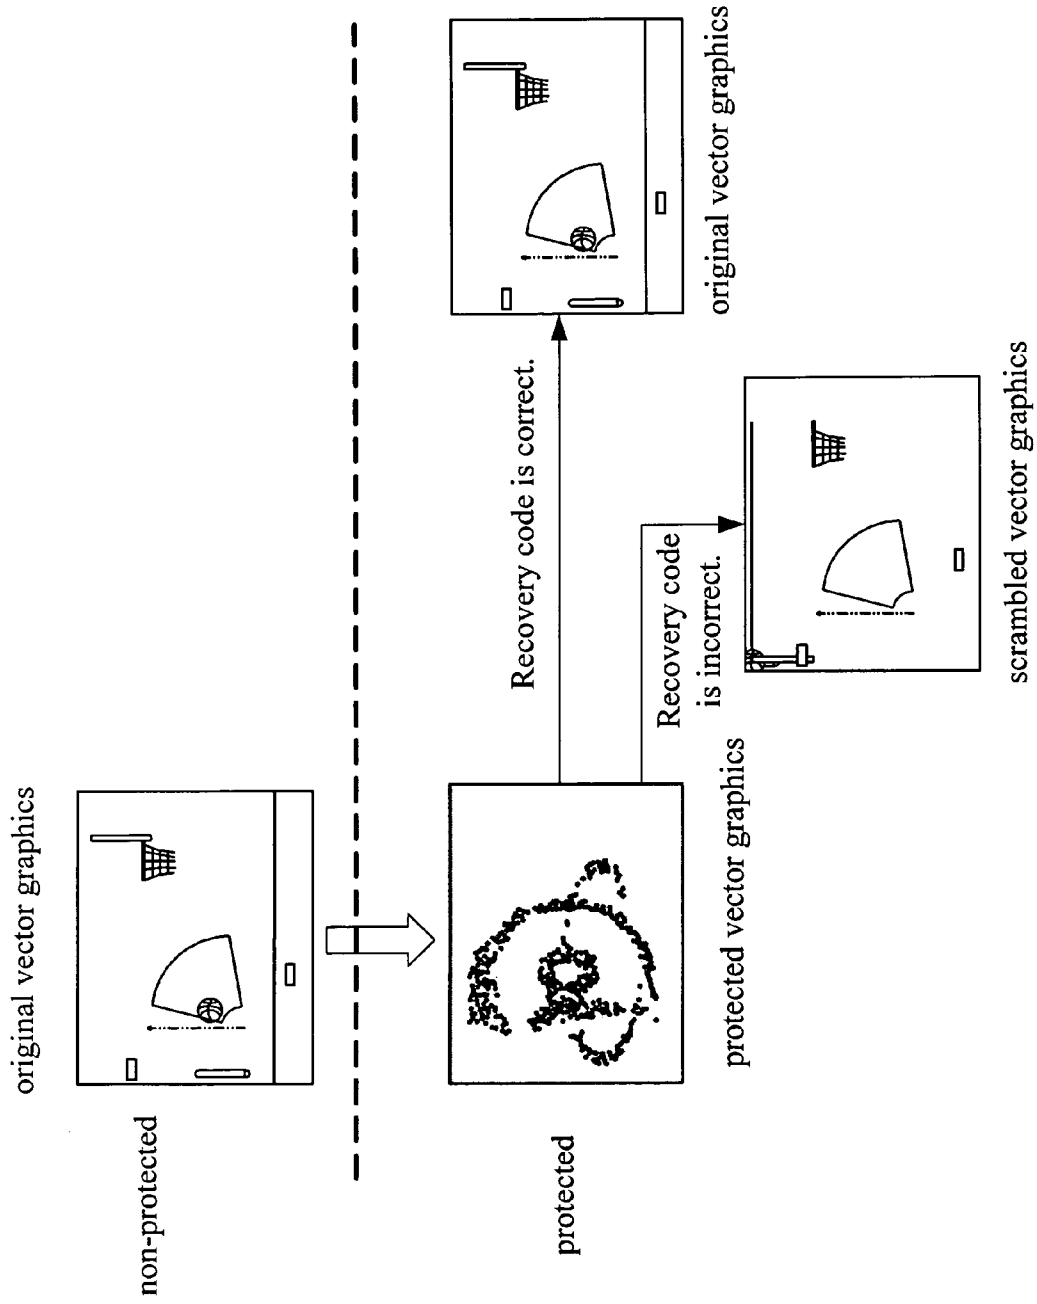 original vector graphics
non-protected
protected
protected vector graphics
Recovery code is correct.
original vector graphics
Recovery code
is incorrect.
scrambled vector graphics